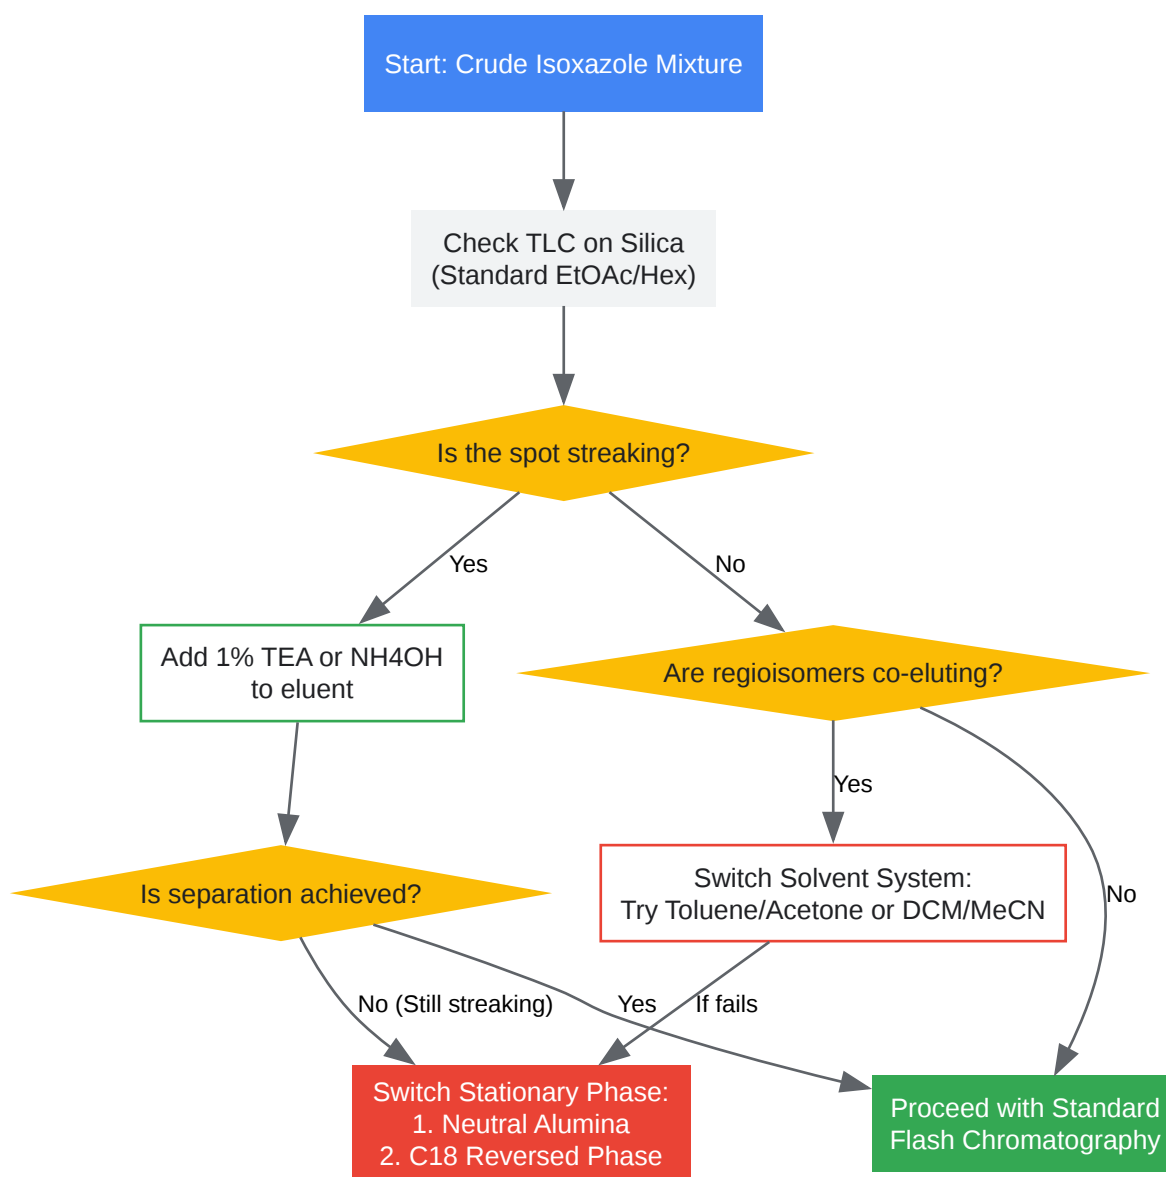 Start: Crude Isoxazole Mixture
Check TLC on Silica
(Standard EtOAc/Hex)
Is the spot streaking?
Yes
No
Add 1% TEA or NH4OH
to eluent
Are regioisomers co-eluting?
Yes
Is separation achieved?
Switch Solvent System:
Try Toluene/Acetone or DCM/MeCN
No
No (Still streaking)
Yes
If fails
Switch Stationary Phase:
1. Neutral Alumina
2. C18 Reversed Phase
Proceed with Standard
Flash Chromatography